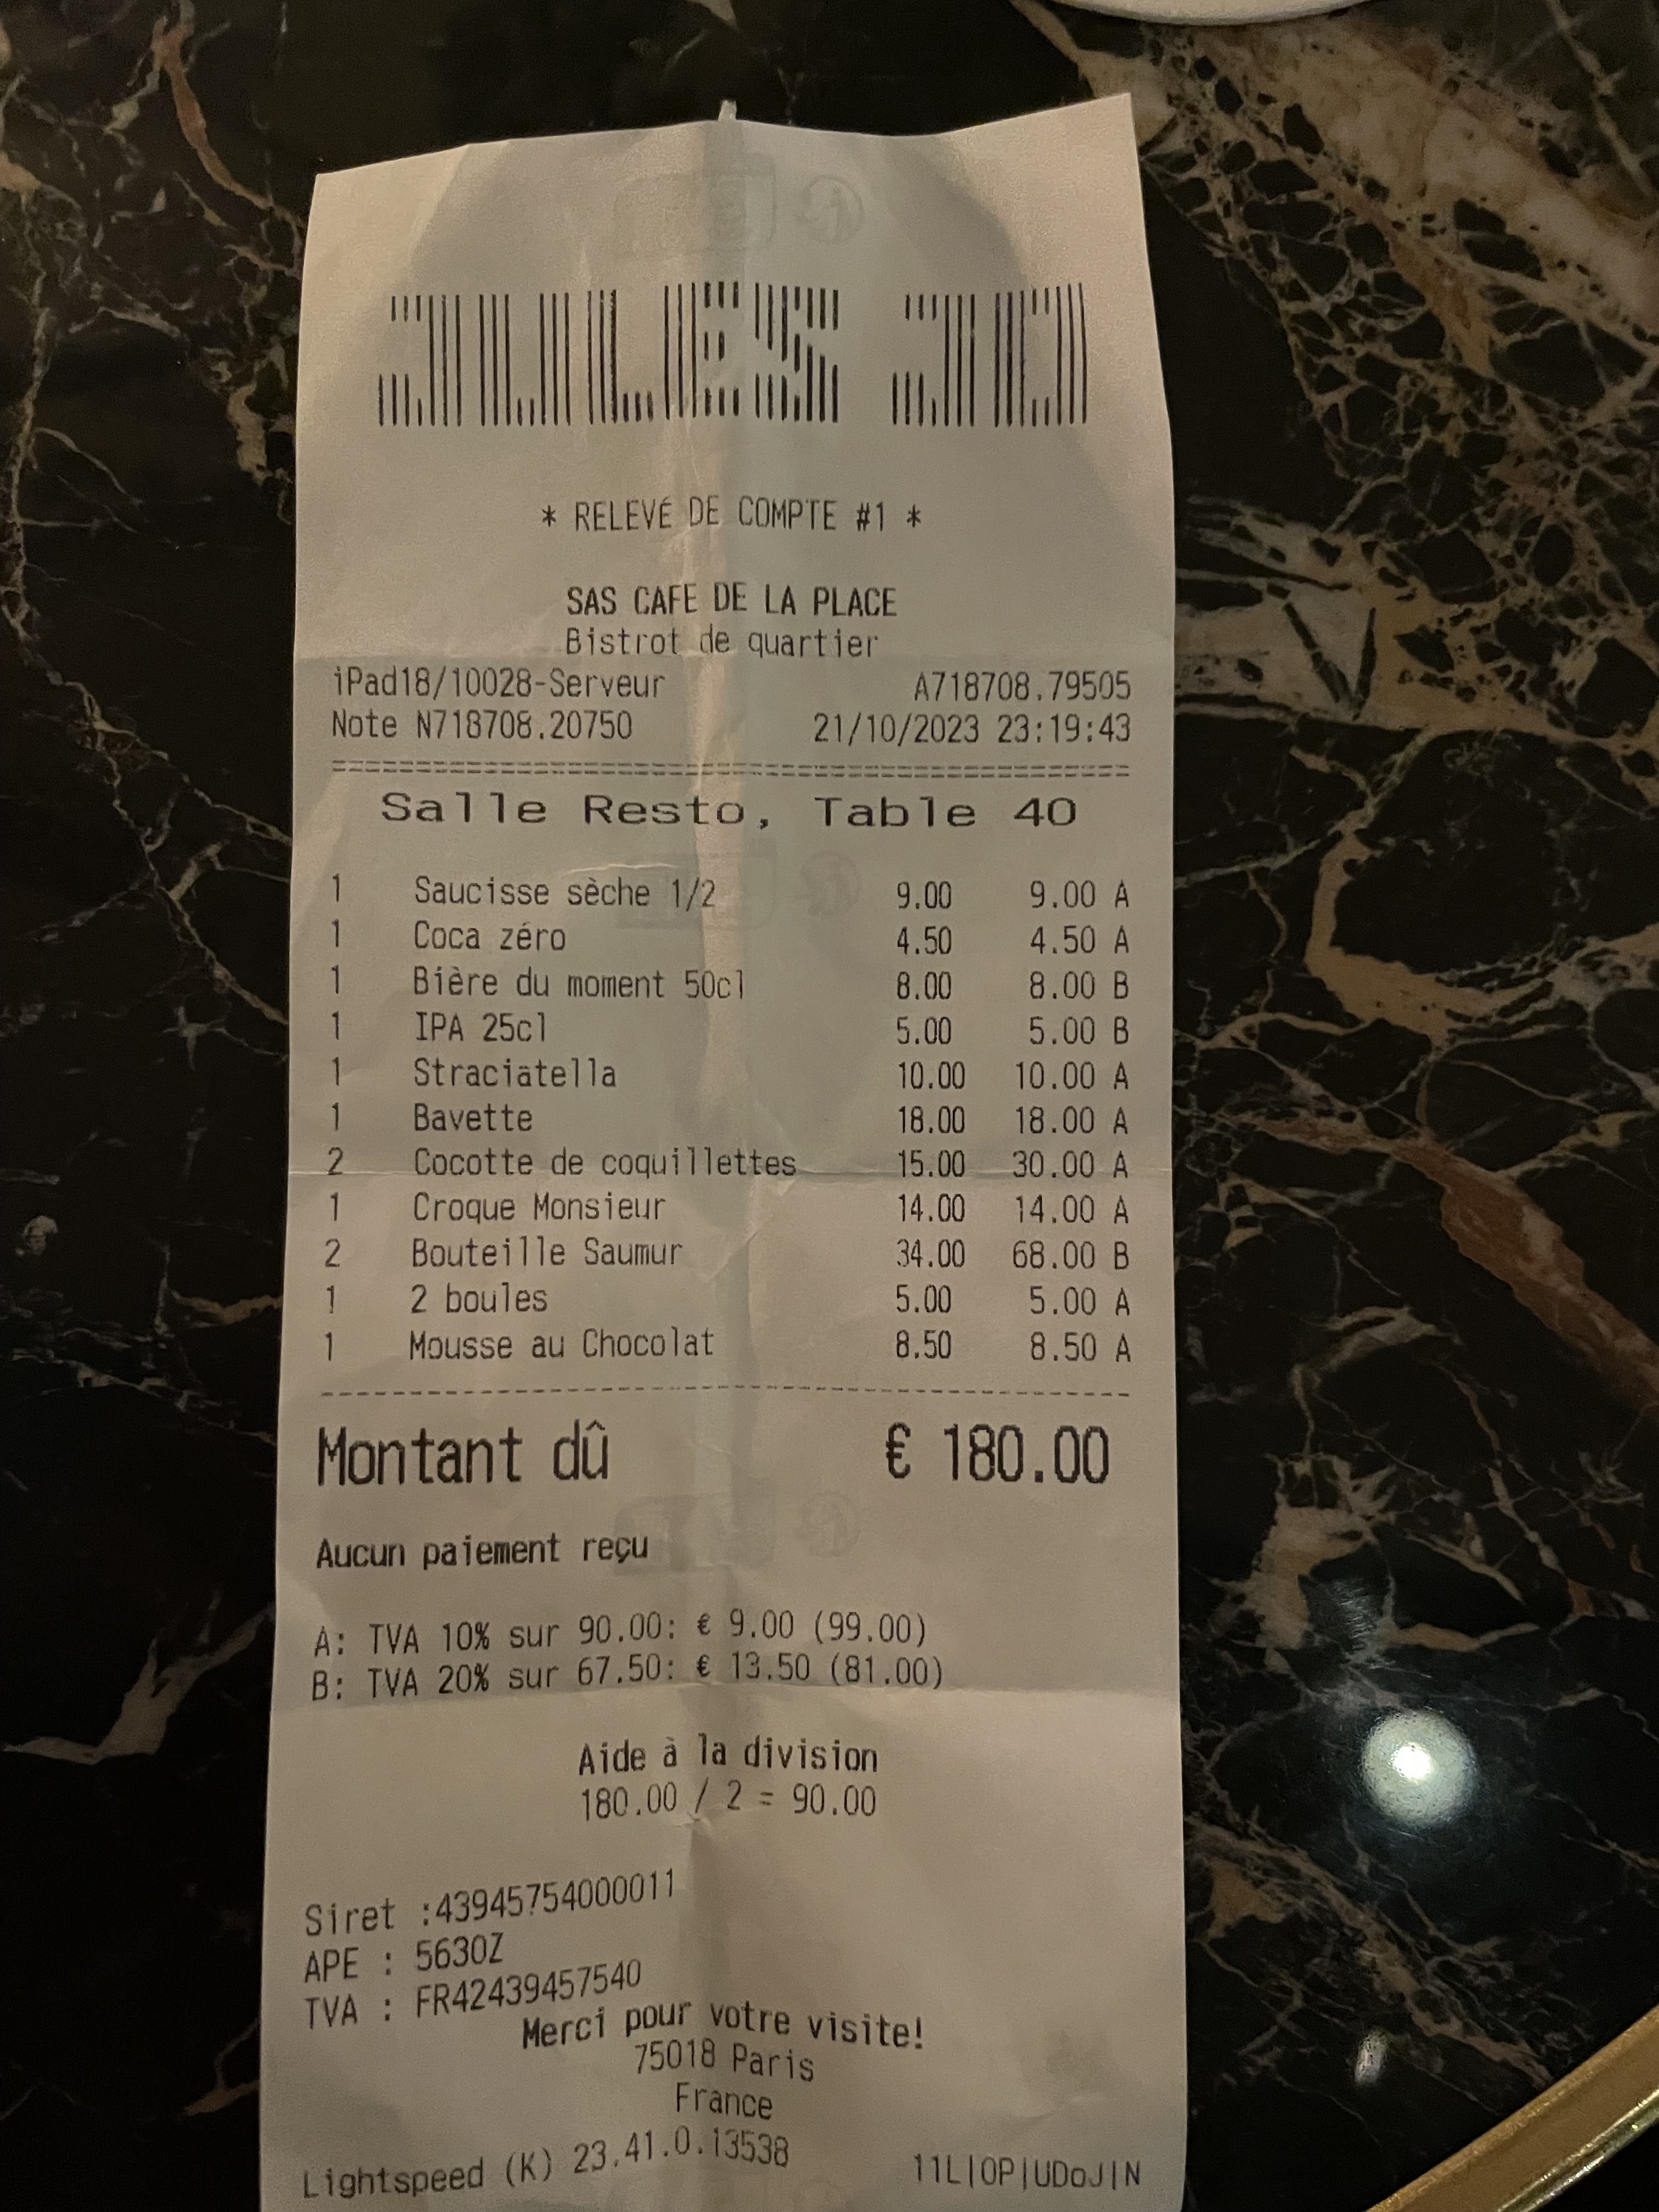 JULES JO
* RELEVÉ DE COMPTE #1 *
SAS CAFE DE LA PLACE
Bistrot de quartier
iPad18/10028-Serveur A718708.79505
Note N718708.20750 21/10/2023 23:19:43
Salle Resto, Table 40
1 Saucisse sèche 1/2 9.00 9.00 A
1 Coca zéro 4.50 4.50 A
1 Bière du moment 50cl 8.00 8.00 B
1 IPA 25cl 5.00 5.00 B
1 Straciatella 10.00 10.00 A
1 Bavette 18.00 18.00 A
2 Cocotte de coquillettes 15.00 30.00 A
1 Croque Monsieur 14.00 14.00 A
2 Bouteille Saumur 34.00 68.00 B
1 2 boules 5.00 5.00 A
1 Mousse au Chocolat 8.50 8.50 A
Montant dû € 180.00
Aucun paiement reçu
A: TVA 10% sur 90.00: € 9.00 (99.00)
B: TVA 20% sur 67.50: € 13.50 (81.00)
Aide à la division
180.00 / 2 = 90.00
Siret :43945754000011
APE : 5630Z
TVA : FR42439457540
Merci pour votre visite!
75018 Paris
France
Lightspeed (K) 23.41.0.13538 11L|OP|UDoJ|N